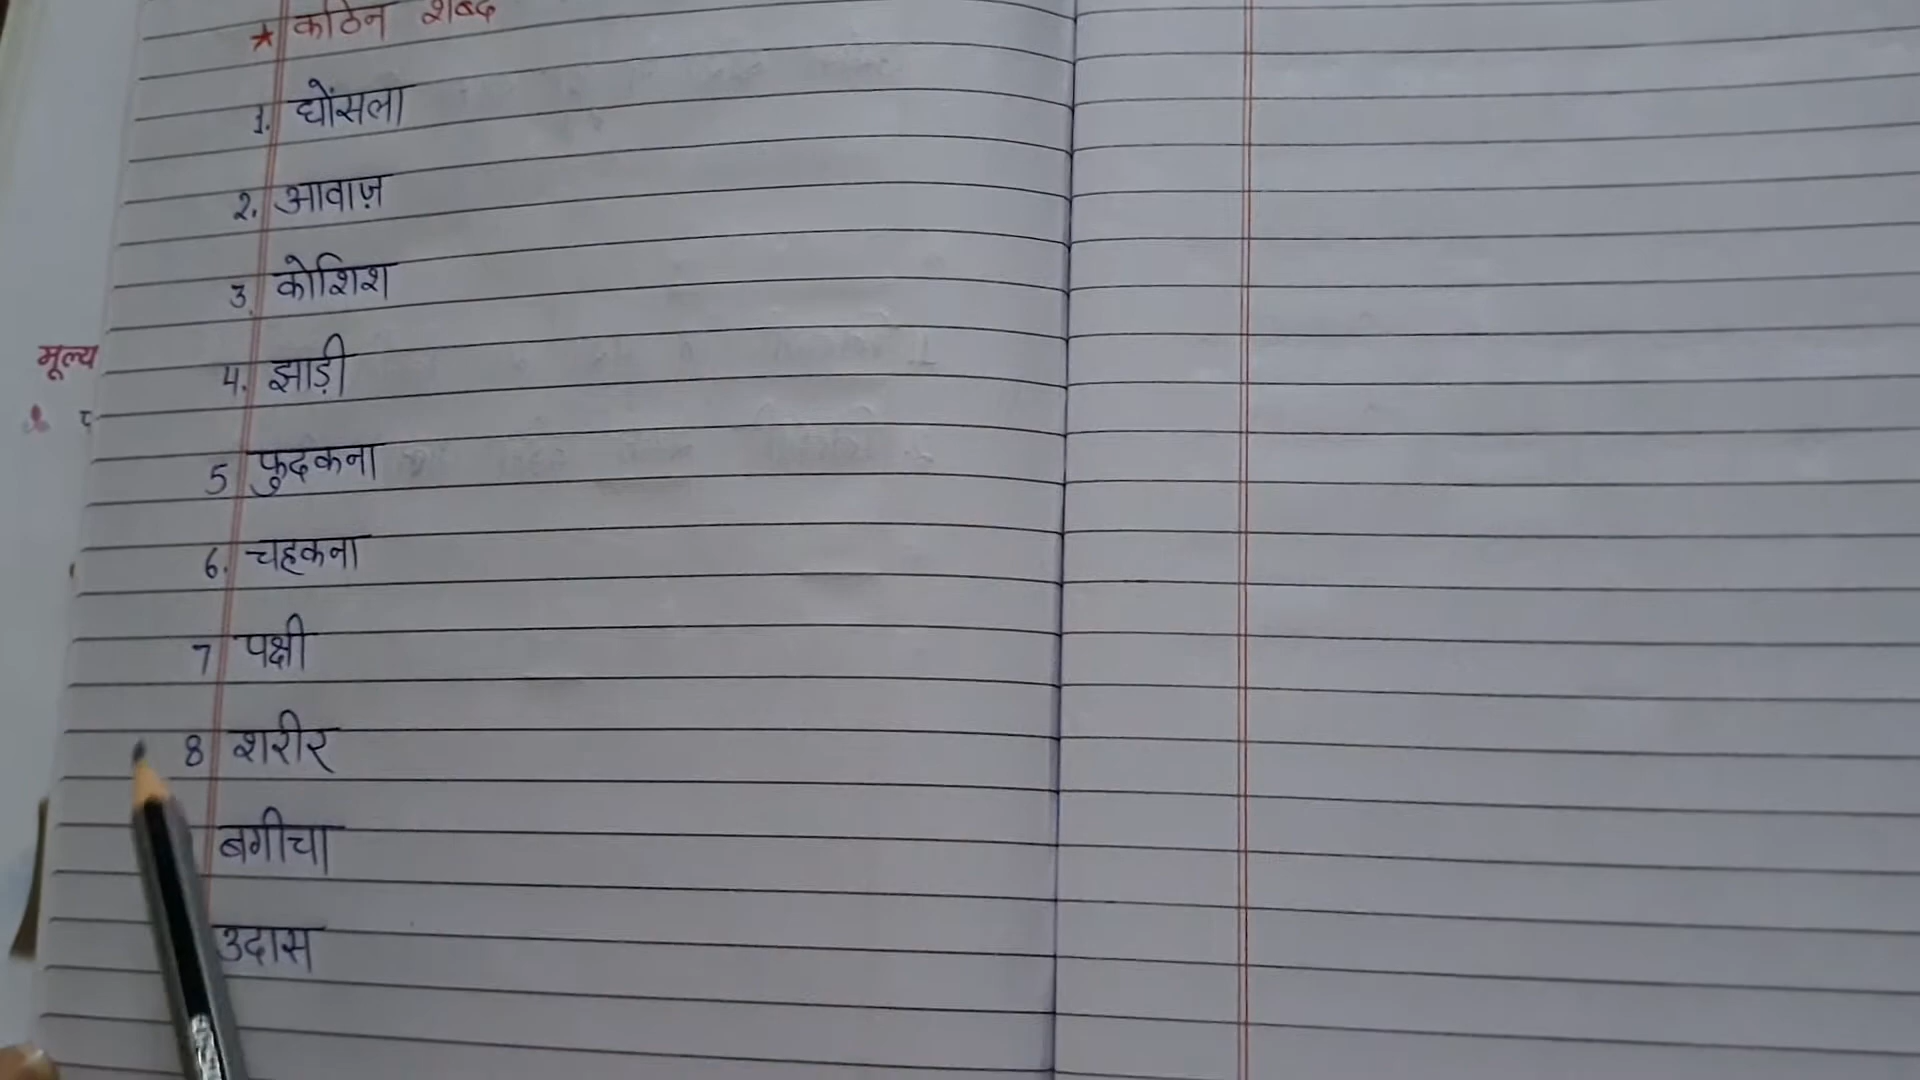 ★ कठिन शब्द
1. घोंसला
2. आवाज़
3. कोशिश
मूल्य
4. झाड़ी
5 फुदकना
6. चहकना
7 पक्षी
8 शरीर
बगीचा
उदास